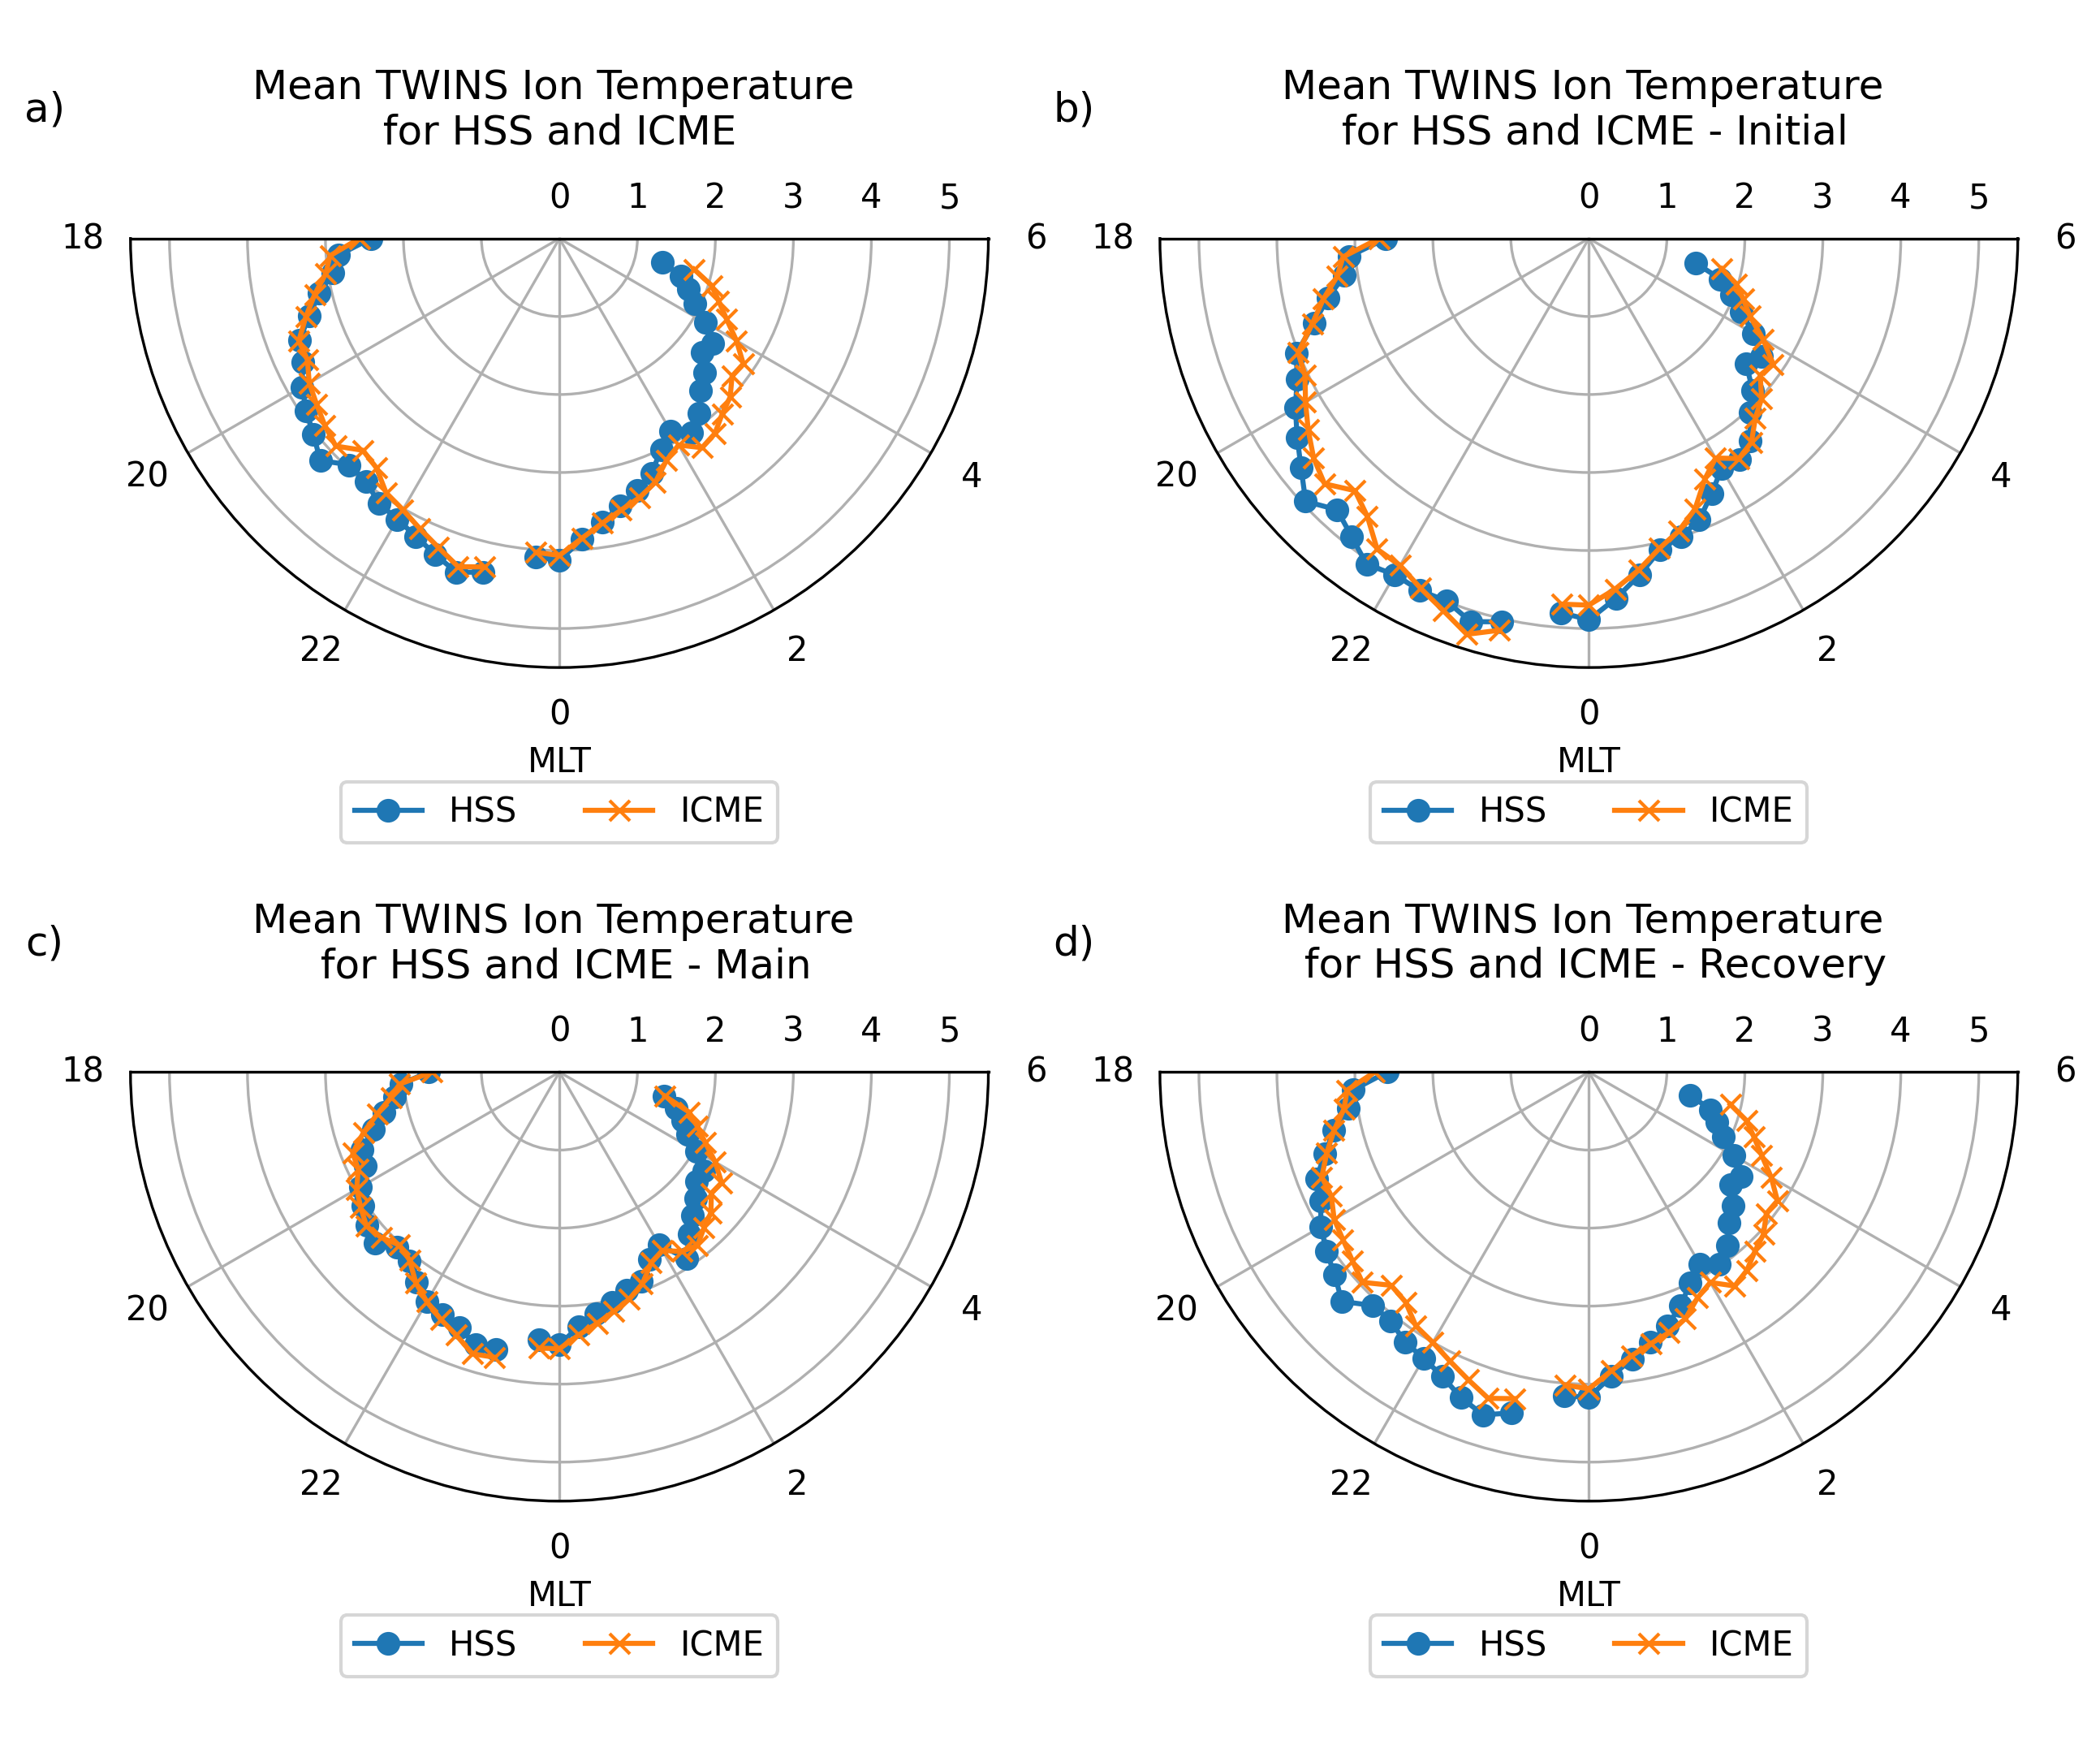 a)
Mean TWINS Ion Temperature
for HSS and ICME
0 1 2 3 4 5
18 6
20 4
22 2
0
MLT
HSS ICME
b)
Mean TWINS Ion Temperature
for HSS and ICME - Initial
0 1 2 3 4 5
18 6
20 4
22 2
0
MLT
HSS ICME
c)
Mean TWINS Ion Temperature
for HSS and ICME - Main
0 1 2 3 4 5
18 6
20 4
22 2
0
MLT
HSS ICME
d)
Mean TWINS Ion Temperature
for HSS and ICME - Recovery
0 1 2 3 4 5
18 6
20 4
22 2
0
MLT
HSS ICME